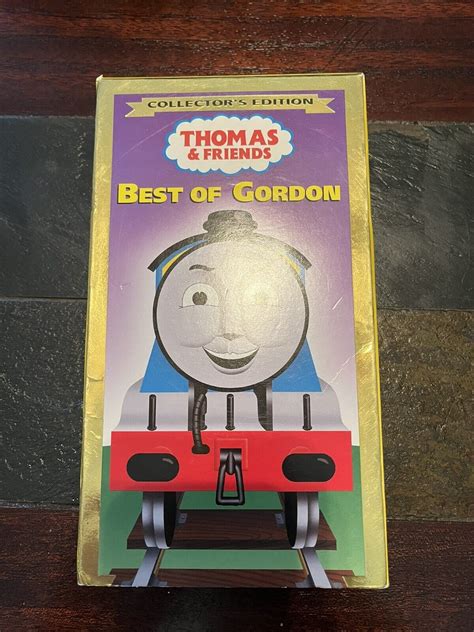 COLLECTOR'S EDITION
THOMAS
& FRIENDS
BEST OF GORDON